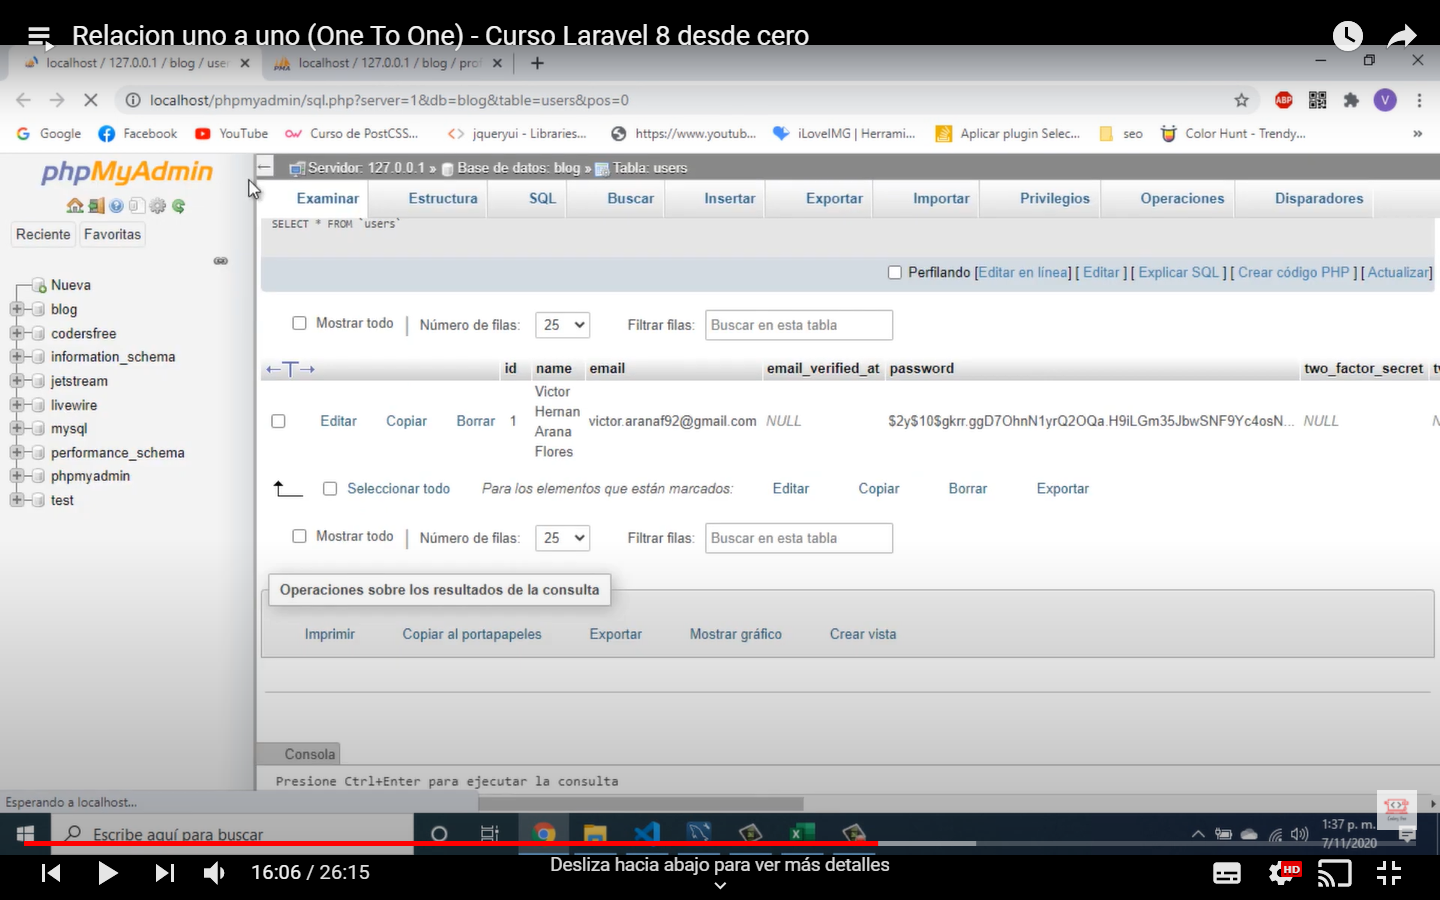 Relacion uno a uno (One To One) - Curso Laravel 8 desde cero
localhost / 127.0.0.1 / blog / user
localhost / 127.0.0.1 / blog / prof
localhost/phpmyadmin/sql.php?server=1&db=blog&table=users&pos=0
ABP
V
Google
Facebook
YouTube
Curso de PostCSS...
jqueryui - Libraries...
https://www.youtub...
iLoveIMG | Herrami...
Aplicar plugin Selec...
seo
Color Hunt - Trendy...
»
phpMyAdmin
Reciente
Favoritas
Nueva
blog
codersfree
information_schema
jetstream
livewire
mysql
performance_schema
phpmyadmin
test
Servidor: 127.0.0.1 » Base de datos: blog » Tabla: users
Examinar
Estructura
SQL
Buscar
Insertar
Exportar
Importar
Privilegios
Operaciones
Disparadores
SELECT * FROM `users`
Perfilando [Editar en línea] [ Editar ] [ Explicar SQL ] [ Crear código PHP ] [ Actualizar]
Mostrar todo | Número de filas: 25 Filtrar filas: Buscar en esta tabla
id name email email_verified_at password two_factor_secret
Editar Copiar Borrar 1
Victor
Hernan
Arana
Flores
victor.aranaf92@gmail.com NULL $2y$10$gkrr.ggD7OhnN1yrQ2OQa.H9iLGm35JbwSNF9Yc4osN... NULL
Seleccionar todo Para los elementos que están marcados: Editar Copiar Borrar Exportar
Mostrar todo | Número de filas: 25 Filtrar filas: Buscar en esta tabla
Operaciones sobre los resultados de la consulta
Imprimir Copiar al portapapeles Exportar Mostrar gráfico Crear vista
Consola
Presione Ctrl+Enter para ejecutar la consulta
Esperando a localhost...
Escribe aquí para buscar
1:37 p. m.
7/11/2020
16:06 / 26:15
Desliza hacia abajo para ver más detalles
HD